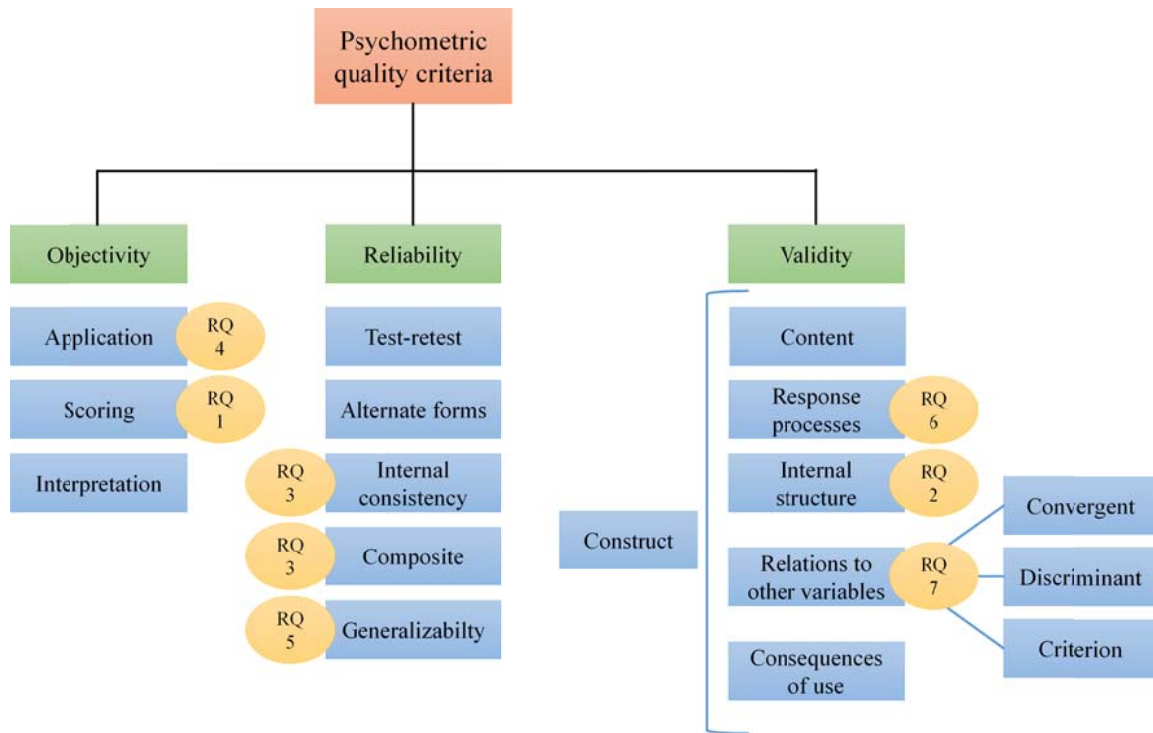 Psychometric
quality criteria
Objectivity
Reliability
Validity
Application
RQ
4
Scoring
RQ
1
Interpretation
Test-retest
Alternate forms
RQ
3
Internal
consistency
RQ
3
Composite
RQ
5
Generalizabilty
Construct
Content
Response
processes
RQ
6
Internal
structure
RQ
2
Relations to
other variables
RQ
7
Consequences
of use
Convergent
Discriminant
Criterion